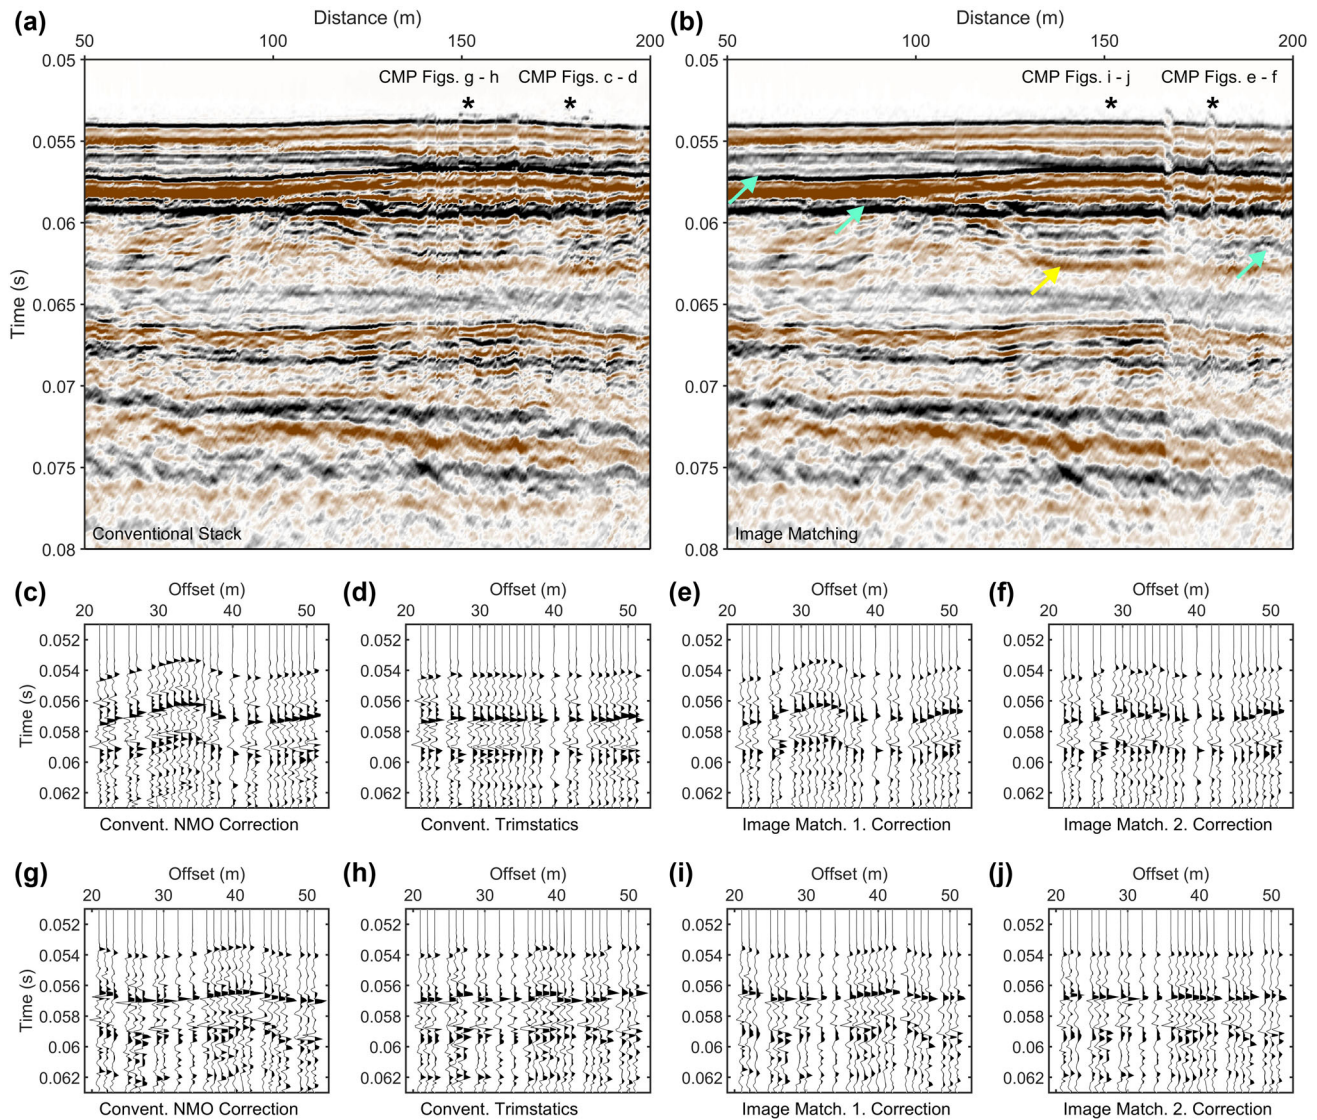 (a)
Distance (m)
50 100 150 200
0.05
0.055
0.06
0.065
0.07
0.075
0.08
Time (s)
CMP Figs. g - h CMP Figs. c - d
* *
Conventional Stack
(b)
Distance (m)
50 100 150 200
0.05
0.055
0.06
0.065
0.07
0.075
0.08
CMP Figs. i - j CMP Figs. e - f
* *
Image Matching
(c)
Offset (m)
20 30 40 50
0.052
0.054
0.056
0.058
0.06
0.062
Time (s)
Convent. NMO Correction
(d)
Offset (m)
20 30 40 50
0.052
0.054
0.056
0.058
0.06
0.062
Convent. Trimstatics
(e)
Offset (m)
20 30 40 50
0.052
0.054
0.056
0.058
0.06
0.062
Image Match. 1. Correction
(f)
Offset (m)
20 30 40 50
0.052
0.054
0.056
0.058
0.06
0.062
Image Match. 2. Correction
(g)
Offset (m)
20 30 40 50
0.052
0.054
0.056
0.058
0.06
0.062
Time (s)
Convent. NMO Correction
(h)
Offset (m)
20 30 40 50
0.052
0.054
0.056
0.058
0.06
0.062
Convent. Trimstatics
(i)
Offset (m)
20 30 40 50
0.052
0.054
0.056
0.058
0.06
0.062
Image Match. 1. Correction
(j)
Offset (m)
20 30 40 50
0.052
0.054
0.056
0.058
0.06
0.062
Image Match. 2. Correction